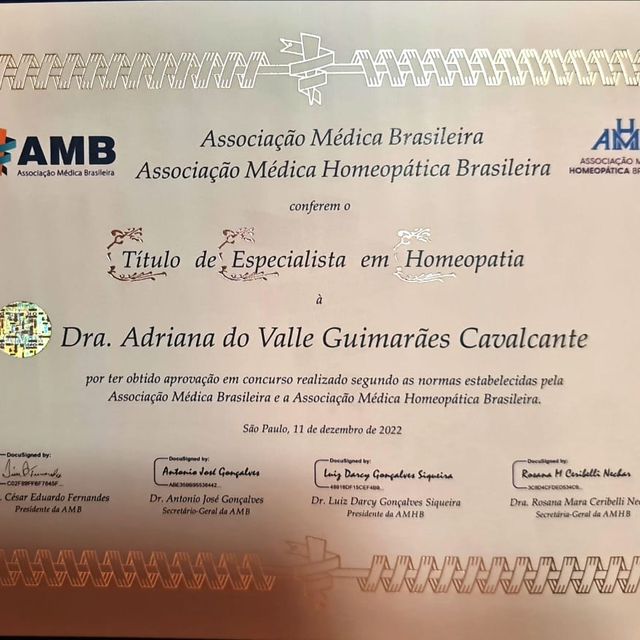 AMB
Associação Médica Brasileira
Associação Médica Brasileira
Associação Médica Homeopática Brasileira
AMH
ASSOCIAÇÃO
HOMEOPÁTICA
conferem o
Título de Especialista em Homeopatia
à
Dra. Adriana do Valle Guimarães Cavalcante
por ter obtido aprovação em concurso realizado segundo as normas estabelecidas pela
Associação Médica Brasileira e a Associação Médica Homeopática Brasileira.
São Paulo, 11 de dezembro de 2022
DocuSigned by:
César Eduardo Fernandes
Presidente da AMB
DocuSigned by:
Antonio José Gonçalves
Dr. Antonio José Gonçalves
Secretário-Geral da AMB
DocuSigned by:
Luiz Darcy Gonçalves Siqueira
Dr. Luiz Darcy Gonçalves Siqueira
Presidente da AMHB
DocuSigned by:
Rosana M Ceribelli Nechar
Dra. Rosana Mara Ceribelli
Secretária-Geral da AMHB